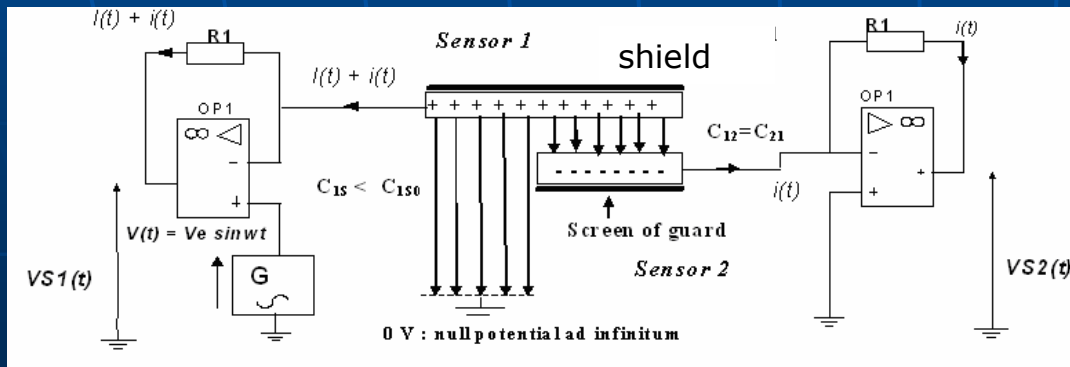 I(t) + i(t)
R1
Sensor 1
shield
R1
i(t)
I(t) + i(t)
OP1
OP1
∞
+ + + + + + + + + +
C12=C21
∞
−
−
C1S < C1S0
- - - - - - - -
i(t)
+
+
+
V(t) = Ve sinwt
Screen of guard
VS1(t)
G
Sensor 2
VS2(t)
0 V : null potential ad infinitum